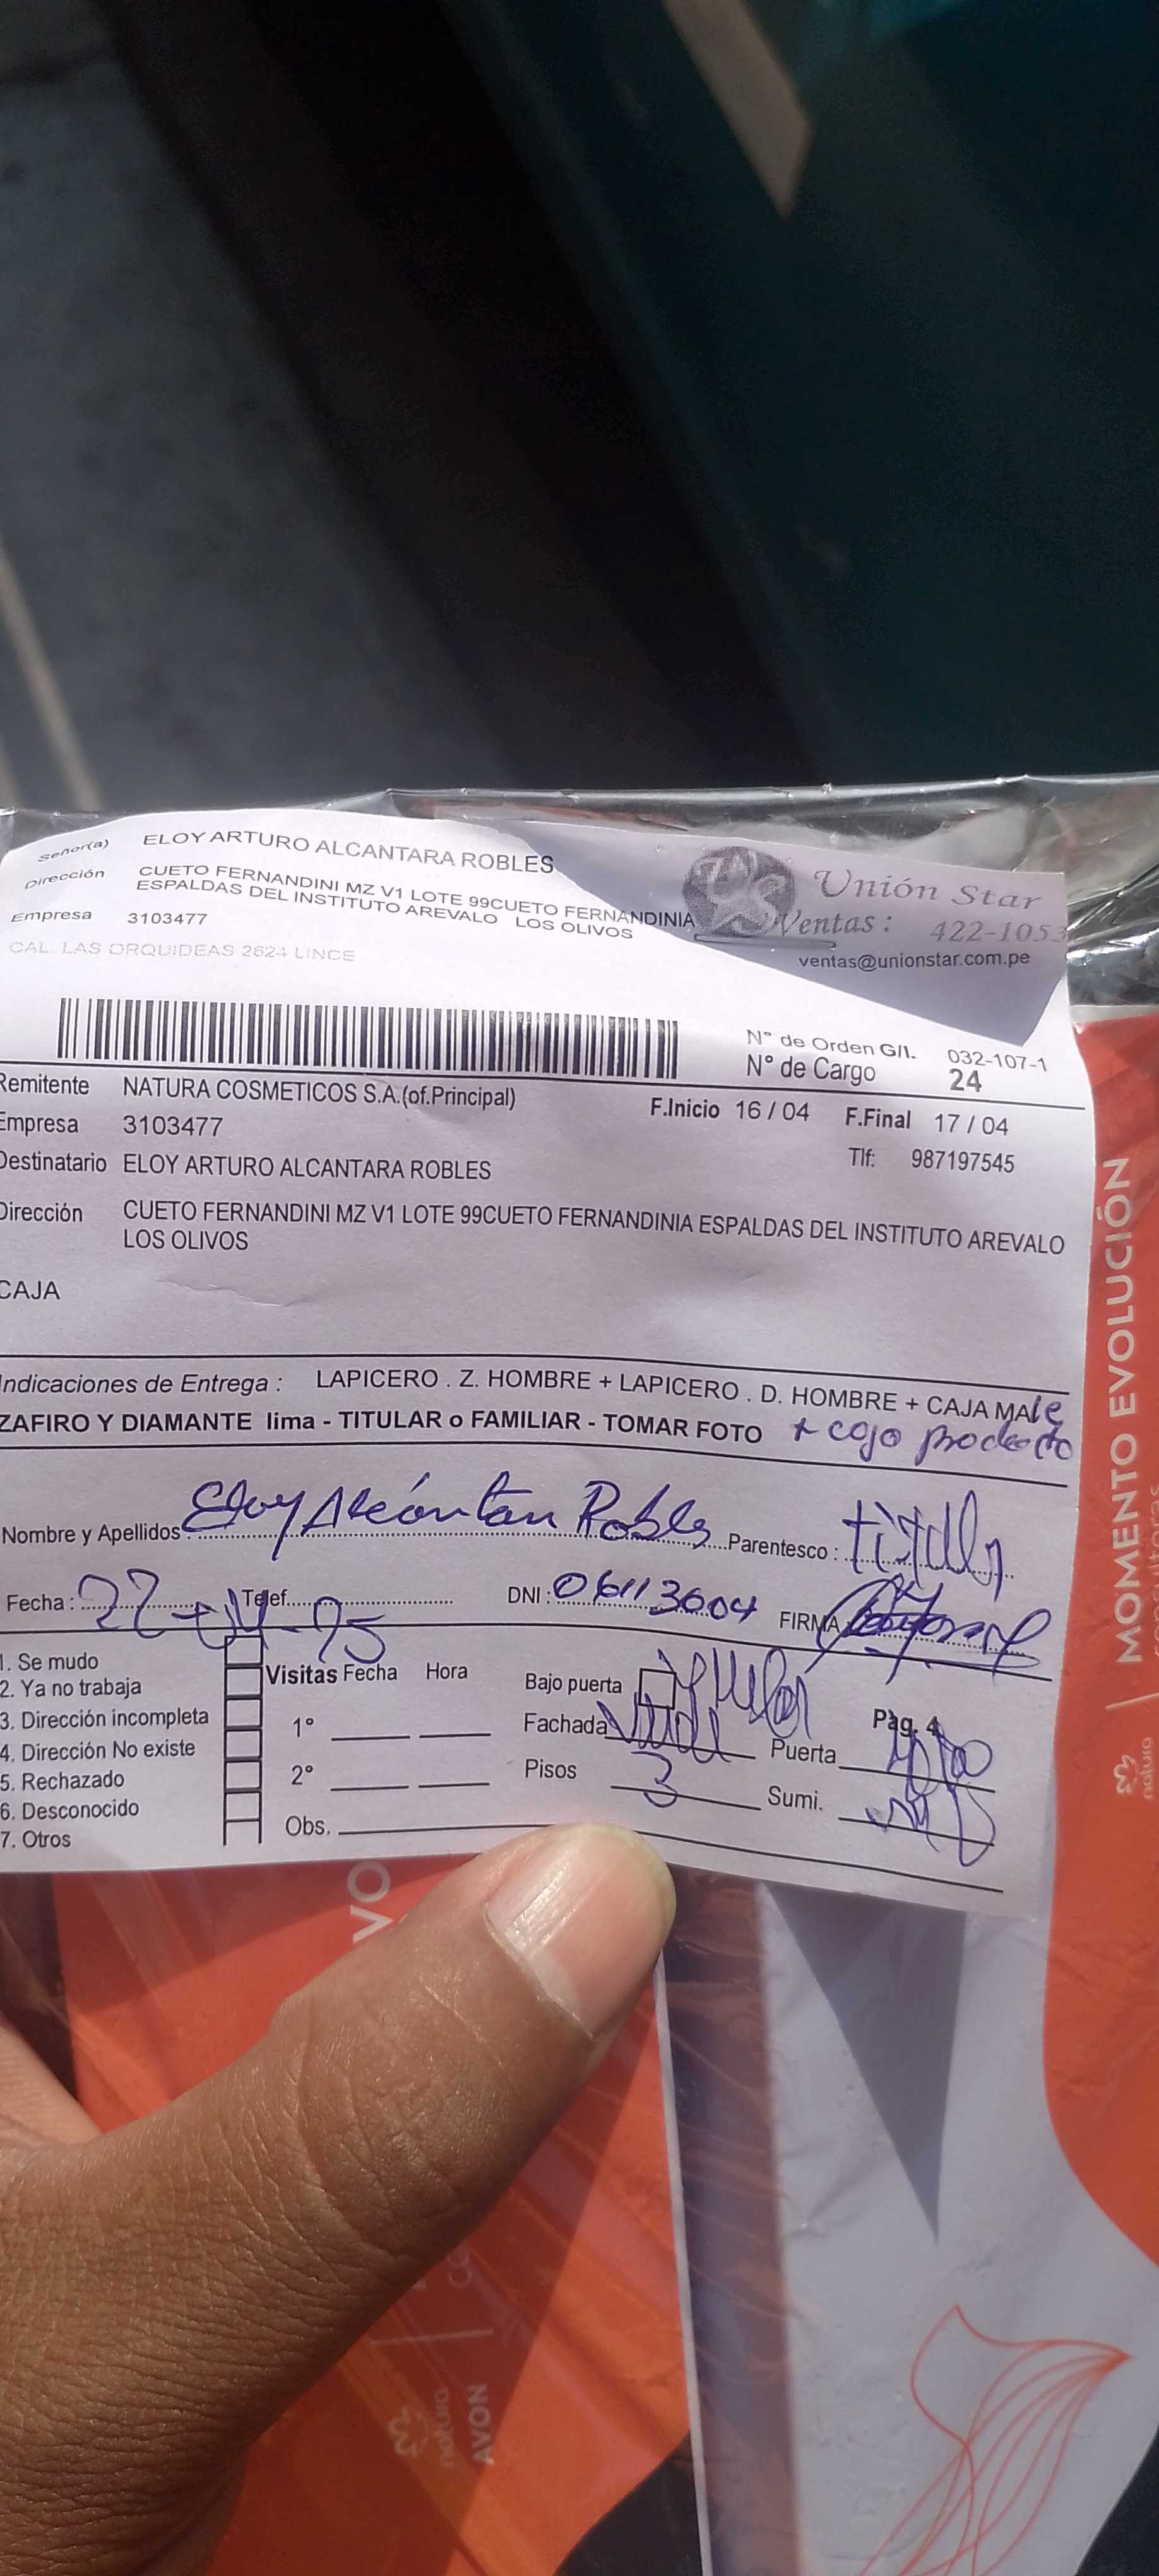 Señor(a) ELOY ARTURO ALCANTARA ROBLES
Dirección CUETO FERNANDINI MZ V1 LOTE 99CUETO FERNANDINIA
ESPALDAS DEL INSTITUTO AREVALO LOS OLIVOS
Empresa 3103477
CAL. LAS ORQUIDEAS 2624 LINCE
Unión Star
Ventas : 422-1053
ventas@unionstar.com.pe
N° de Orden G/I. 032-107-1
N° de Cargo 24
Remitente NATURA COSMETICOS S.A.(of.Principal)
F.Inicio 16 / 04 F.Final 17 / 04
Empresa 3103477
Tlf: 987197545
Destinatario ELOY ARTURO ALCANTARA ROBLES
Dirección CUETO FERNANDINI MZ V1 LOTE 99CUETO FERNANDINIA ESPALDAS DEL INSTITUTO AREVALO
LOS OLIVOS
CAJA
Indicaciones de Entrega : LAPICERO . Z. HOMBRE + LAPICERO . D. HOMBRE + CAJA MALE
ZAFIRO Y DIAMANTE lima - TITULAR o FAMILIAR - TOMAR FOTO + cajo producto
Nombre y Apellidos Eloy Alcántara Robles Parentesco : titular
Fecha : Telef. DNI : 06113604 FIRMA
1. Se mudo
2. Ya no trabaja
3. Dirección incompleta
4. Dirección No existe
5. Rechazado
6. Desconocido
7. Otros
Visitas Fecha Hora
1°
2°
Obs.
Bajo puerta
Fachada
Pisos 3
Pàg. 4
Puerta
Sumi.
MOMENTO EVOLUCIÓN
consultoras
natura
VO
natura
AVON